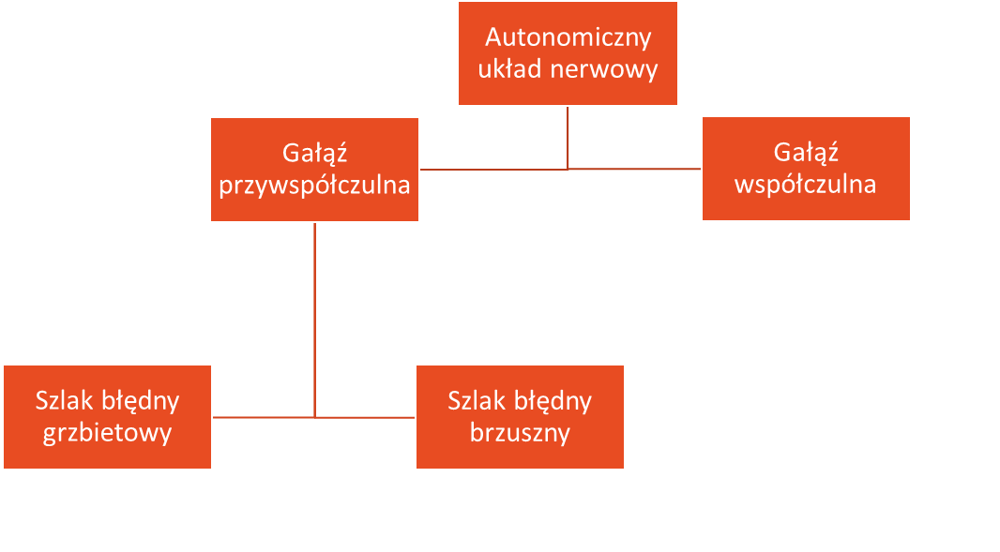 Autonomiczny
układ nerwowy
Gałąź
przywspółczulna
Gałąź
współczulna
Szlak błędny
grzbietowy
Szlak błędny
brzuszny